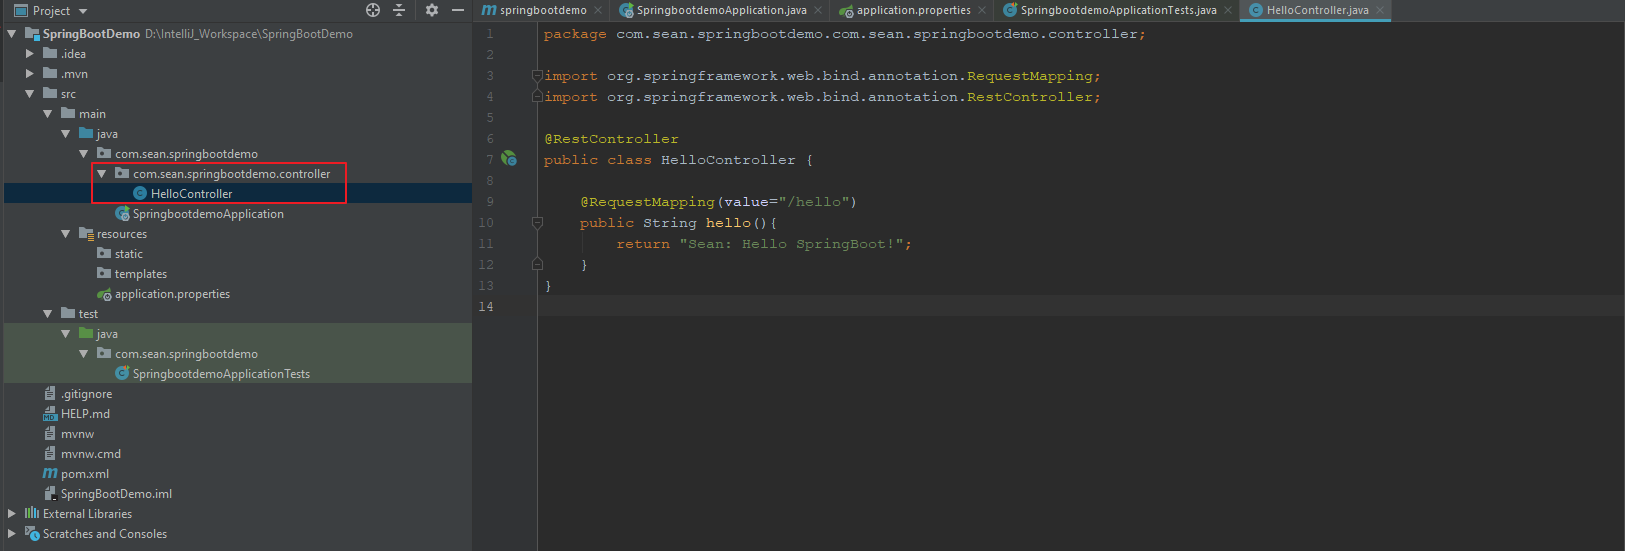 Project
SpringBootDemo D:\IntelliJ_Workspace\SpringBootDemo
.idea
.mvn
src
main
java
com.sean.springbootdemo
com.sean.springbootdemo.controller
HelloController
SpringbootdemoApplication
resources
static
templates
application.properties
test
java
com.sean.springbootdemo
SpringbootdemoApplicationTests
.gitignore
HELP.md
mvnw
mvnw.cmd
pom.xml
SpringBootDemo.iml
External Libraries
Scratches and Consoles
springbootdemo SpringbootdemoApplication.java application.properties SpringbootdemoApplicationTests.java HelloController.java
1 package com.sean.springbootdemo.com.sean.springbootdemo.controller;
2
3 import org.springframework.web.bind.annotation.RequestMapping;
4 import org.springframework.web.bind.annotation.RestController;
5
6 @RestController
7 public class HelloController {
8
9 @RequestMapping(value="/hello")
10 public String hello(){
11 return "Sean: Hello SpringBoot!";
12 }
13 }
14